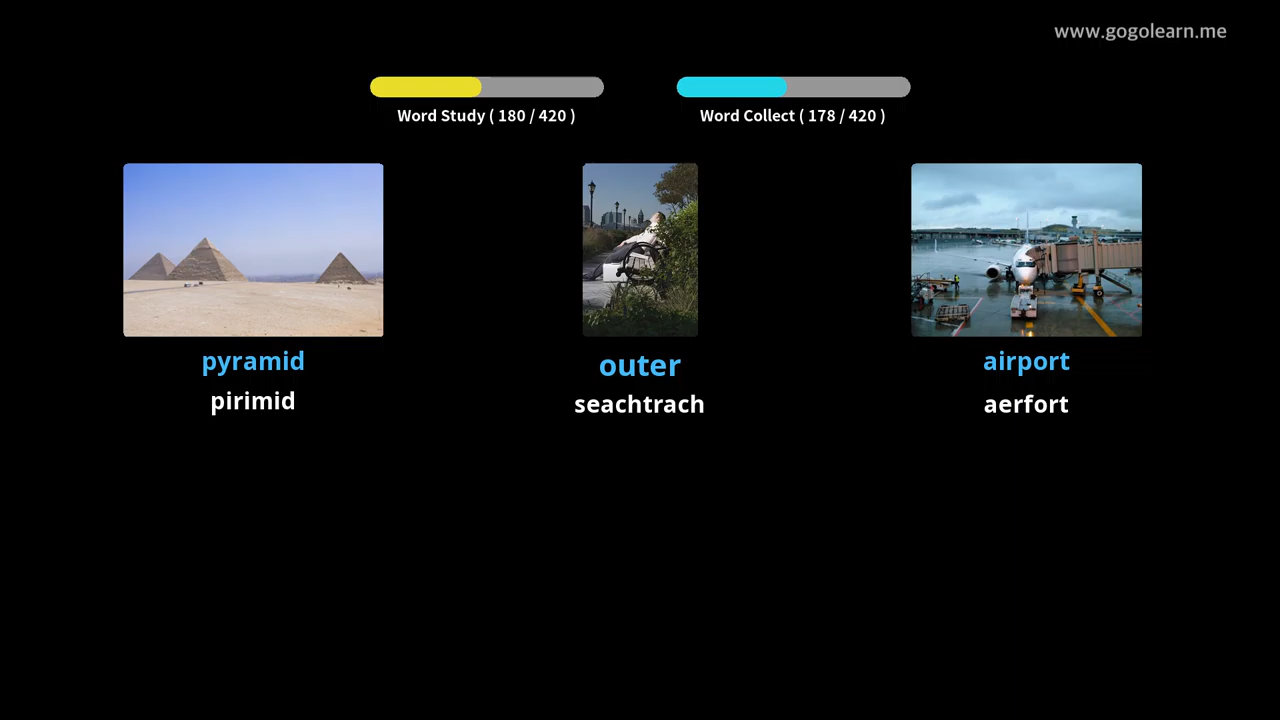 www.gogolearn.me
Word Study ( 180 / 420 )
Word Collect ( 178 / 420 )
pyramid
pirimid
outer
seachtrach
airport
aerfort